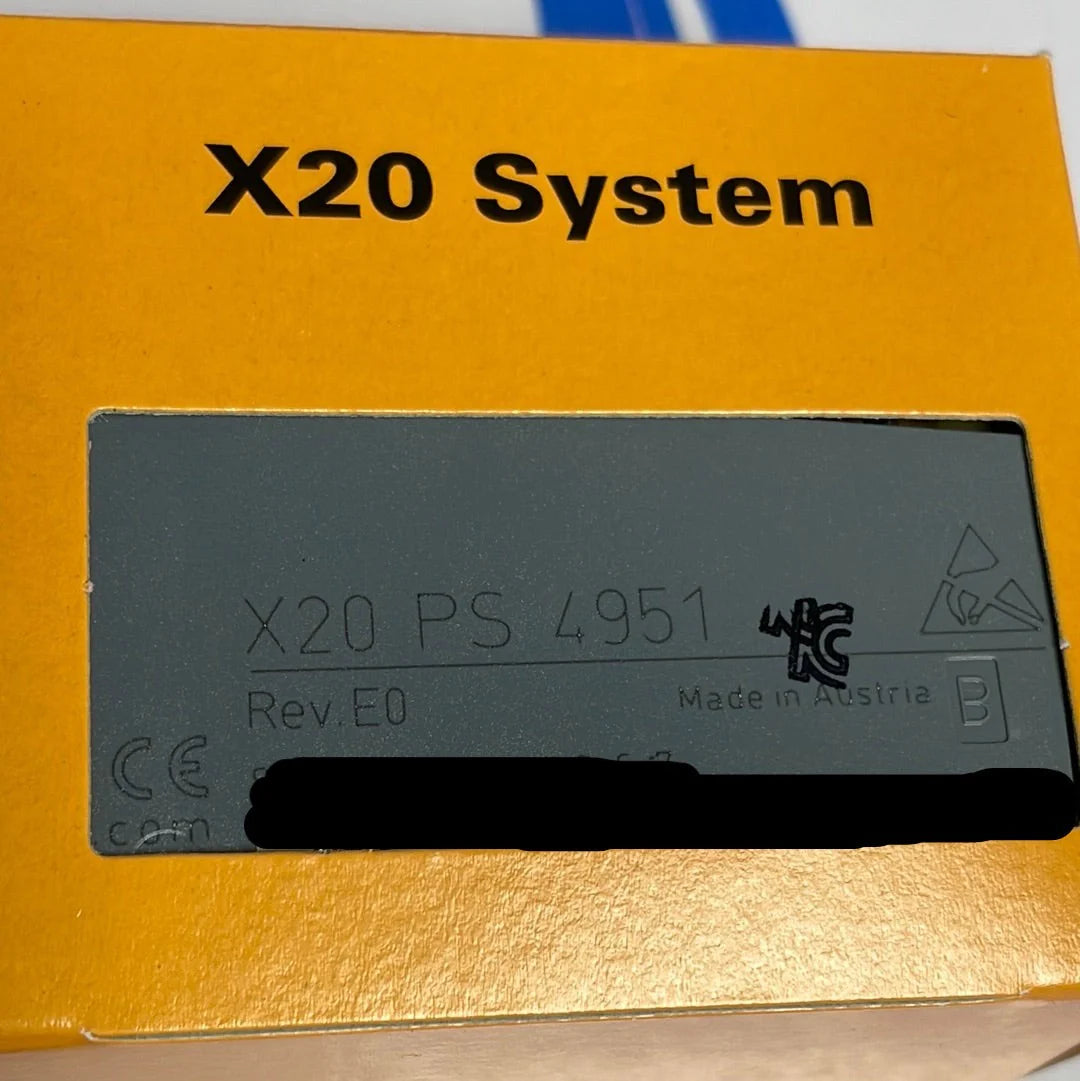 X20 System
X20 PS 4951
Rev.E0
Made in Austria
B
CE
com